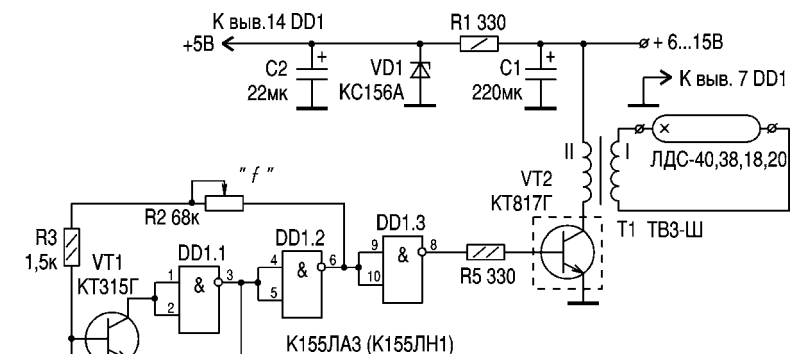 К выв.14 DD1
+5В
R1 330
+ 6...15В
+
С2
22мк
VD1
КС156А
+
С1
220мк
К выв. 7 DD1
II
I
ЛДС-40,38,18,20
"f"
R2 68к
VT2
КТ817Г
T1 ТВЗ-Ш
R3
1,5к
VT1
КТ315Г
DD1.1
1
2
&
3
DD1.2
4
5
&
6
DD1.3
9
10
&
8
R5 330
К155ЛА3 (К155ЛН1)